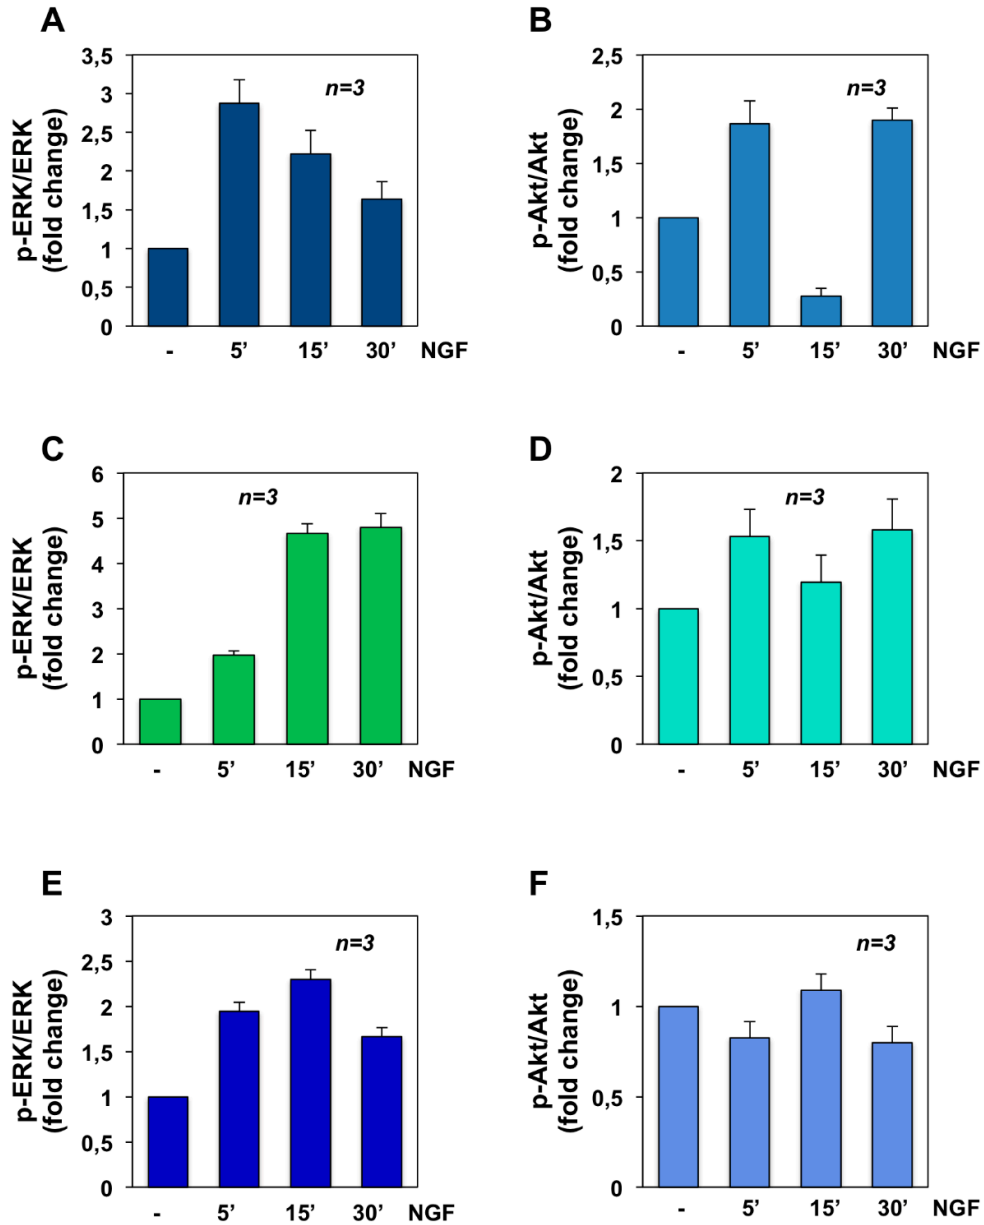 A
p-ERK/ERK
(fold change)
3,5
3
2,5
2
1,5
1
0,5
0
n=3
- 5’ 15’ 30’ NGF
B
p-Akt/Akt
(fold change)
2,5
2
1,5
1
0,5
0
n=3
- 5’ 15’ 30’ NGF
C
p-ERK/ERK
(fold change)
6
5
4
3
2
1
0
n=3
- 5’ 15’ 30’ NGF
D
p-Akt/Akt
(fold change)
2
1,5
1
0,5
0
n=3
- 5’ 15’ 30’ NGF
E
p-ERK/ERK
(fold change)
3
2,5
2
1,5
1
0,5
0
n=3
- 5’ 15’ 30’ NGF
F
p-Akt/Akt
(fold change)
1,5
1
0,5
0
n=3
- 5’ 15’ 30’ NGF